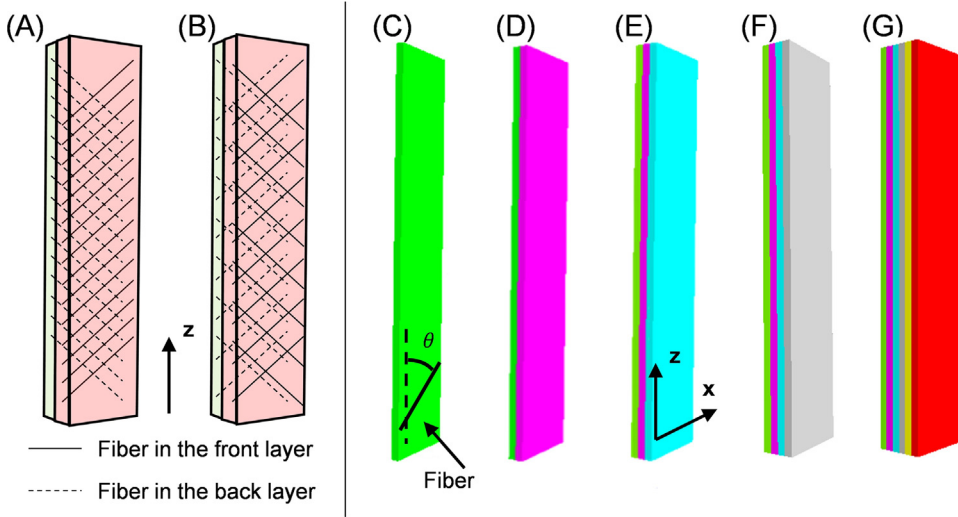 (A) (B) (C) (D) (E) (F) (G)
z
θ
z
x
Fiber
Fiber in the front layer
Fiber in the back layer